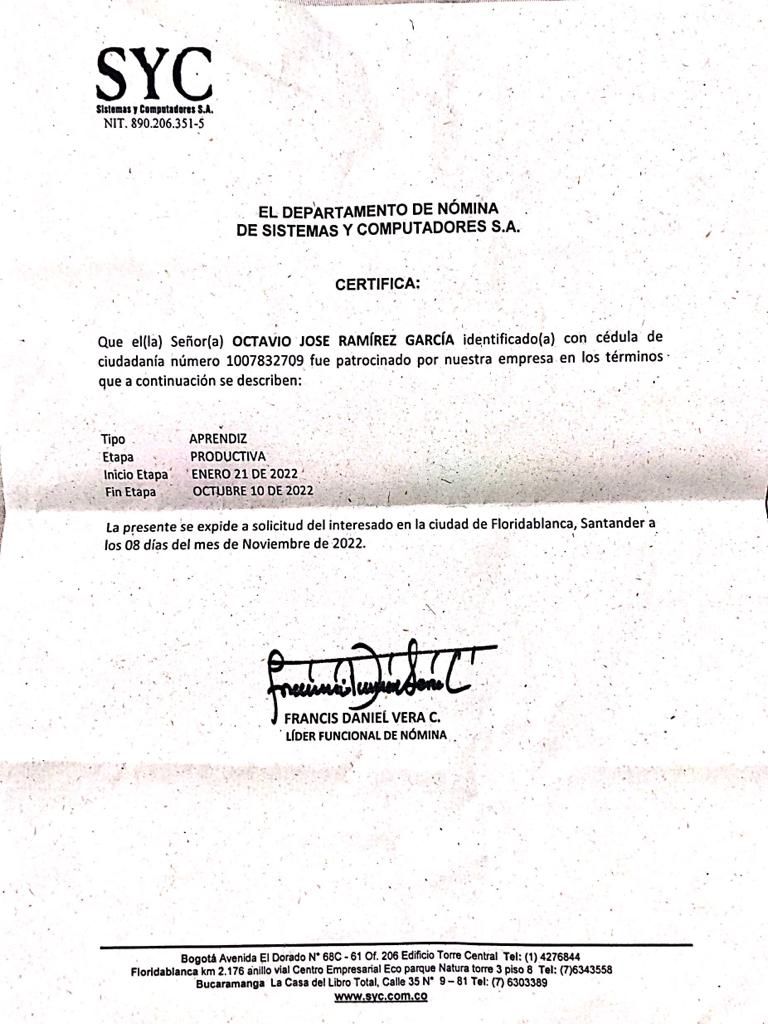 SYC
Sistemas y Computadores S.A.
NIT. 890.206.351-5
EL DEPARTAMENTO DE NÓMINA
DE SISTEMAS Y COMPUTADORES S.A.
CERTIFICA:
Que el(la) Señor(a) OCTAVIO JOSE RAMÍREZ GARCÍA identificado(a) con cédula de
ciudadanía número 1007832709 fue patrocinado por nuestra empresa en los términos
que a continuación se describen:
Tipo APRENDIZ
Etapa PRODUCTIVA
Inicio Etapa ENERO 21 DE 2022
Fin Etapa OCTUBRE 10 DE 2022
La presente se expide a solicitud del interesado en la ciudad de Floridablanca, Santander a
los 08 días del mes de Noviembre de 2022.
FRANCIS DANIEL VERA C.
LÍDER FUNCIONAL DE NÓMINA
Bogotá Avenida El Dorado N° 68C - 61 Of. 206 Edificio Torre Central Tel: (1) 4276844
Floridablanca km 2.176 anillo vial Centro Empresarial Eco parque Natura torre 3 piso 8 Tel: (7)6343558
Bucaramanga La Casa del Libro Total, Calle 35 N° 9 – 81 Tel: (7) 6303389
www.syc.com.co